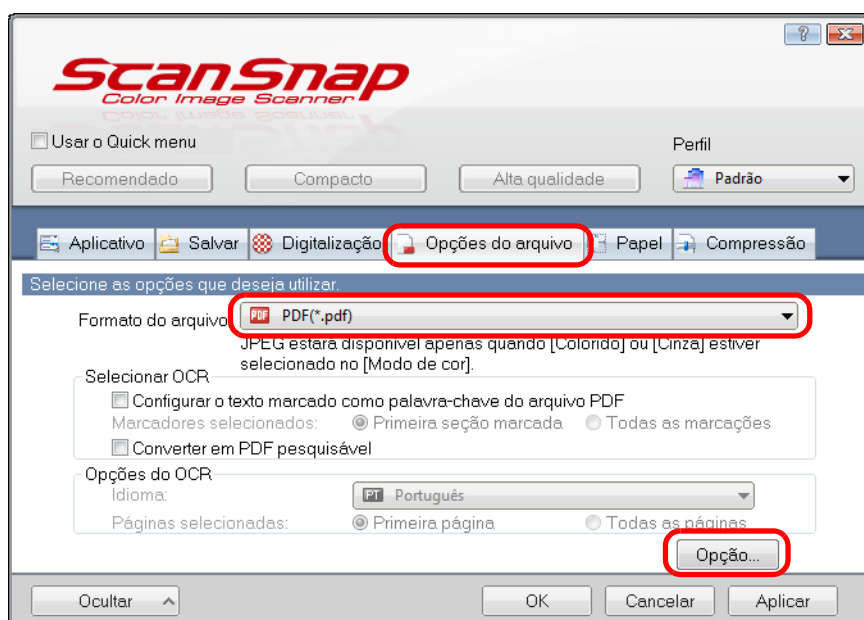 ScanSnap
Color Image Scanner
Usar o Quick menu
Perfil
Recomendado Compacto Alta qualidade Padrão
Aplicativo Salvar Digitalização Opções do arquivo Papel Compressão
Selecione as opções que deseja utilizar.
Formato do arquivo PDF PDF(*.pdf)
JPEG estará disponível apenas quando [Colorido] ou [Cinza] estiver
selecionado no [Modo de cor].
Selecionar OCR
Configurar o texto marcado como palavra-chave do arquivo PDF
Marcadores selecionados: Primeira seção marcada Todas as marcações
Converter em PDF pesquisável
Opções do OCR
Idioma: PT Português
Páginas selecionadas: Primeira página Todas as páginas
Opção...
Ocultar OK Cancelar Aplicar